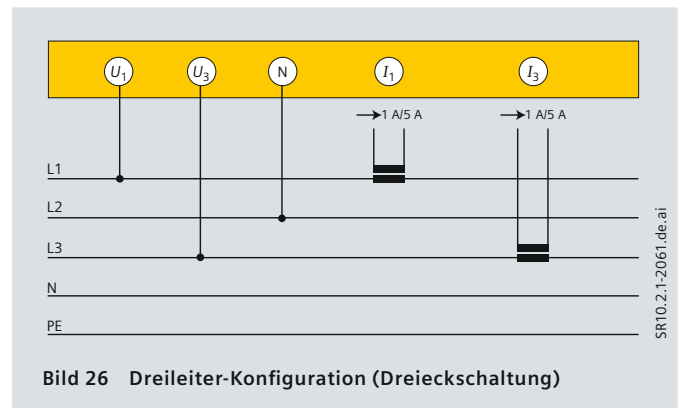 U1 U3 N I1 I3
1 A/5 A 1 A/5 A
L1
L2
L3
N
PE
SR10.2.1-2061.de.ai
Bild 26 Dreileiter-Konfiguration (Dreieckschaltung)